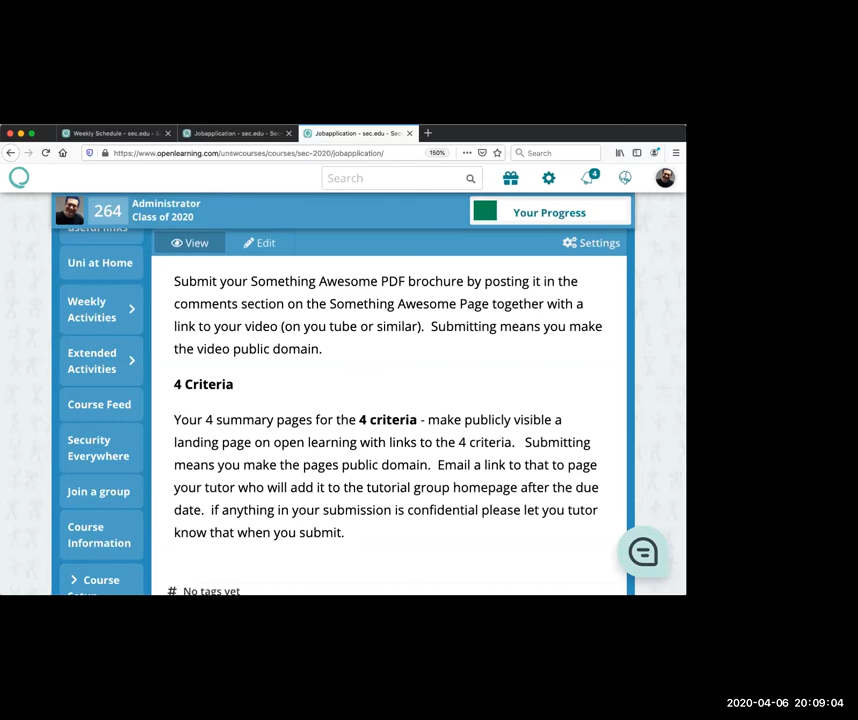 Weekly Schedule - sec.edu - S
Jobapplication - sec.edu - Sec
Jobapplication - sec.edu - Sec
https://www.openlearning.com/unswcourses/courses/sec-2020/jobapplication/
150%
Search
Search
4
264
Administrator
Class of 2020
Your Progress
useful links
View
Edit
Settings
Uni at Home
Weekly
Activities
Extended
Activities
Course Feed
Security
Everywhere
Join a group
Course
Information
Course
Submit your Something Awesome PDF brochure by posting it in the
comments section on the Something Awesome Page together with a
link to your video (on you tube or similar). Submitting means you make
the video public domain.
4 Criteria
Your 4 summary pages for the 4 criteria - make publicly visible a
landing page on open learning with links to the 4 criteria. Submitting
means you make the pages public domain. Email a link to that to page
your tutor who will add it to the tutorial group homepage after the due
date. if anything in your submission is confidential please let you tutor
know that when you submit.
# No tags yet
2020-04-06 20:09:04